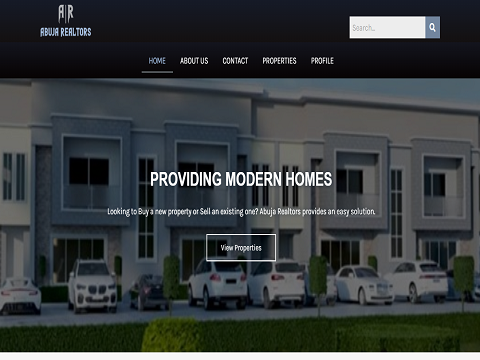 A|R
ABUJA REALTORS
Search...
HOME ABOUT US CONTACT PROPERTIES PROFILE
PROVIDING MODERN HOMES
Looking to Buy a new property or Sell an existing one? Abuja Realtors provides an easy solution.
View Properties